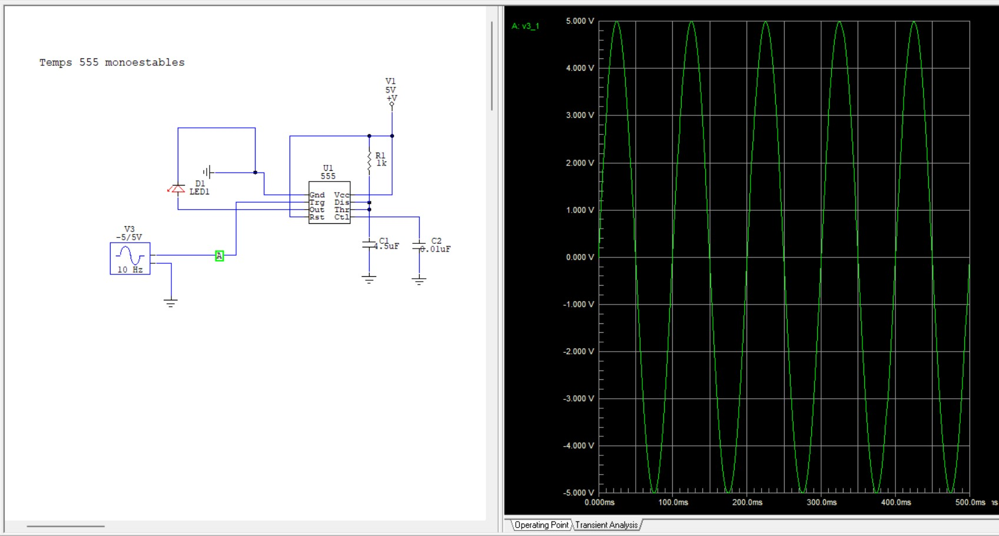 Temps 555 monoestables
V1
5V
+V
R1
1k
U1
555
D1
LED1
Gnd Vcc
Trg Dis
Out Thr
Rst Ctl
V3
-5/5V
10 Hz
A
C1
4.5uF
C2
0.01uF
A: v3_1
5.000 V
4.000 V
3.000 V
2.000 V
1.000 V
0.000 V
-1.000 V
-2.000 V
-3.000 V
-4.000 V
-5.000 V
0.000ms 100.0ms 200.0ms 300.0ms 400.0ms 500.0ms
Operating Point Transient Analysis